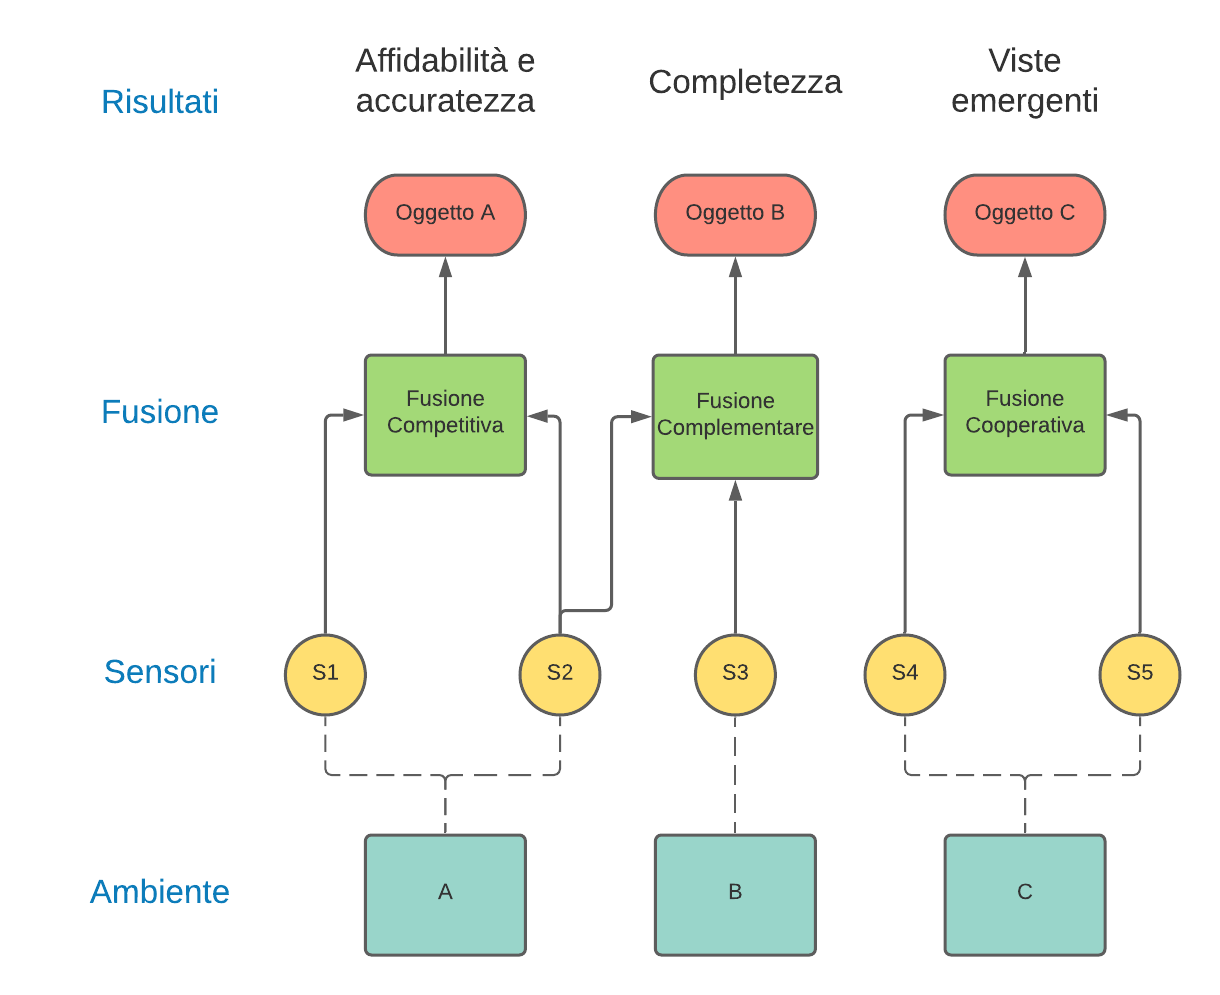 Risultati
Affidabilità e
accuratezza
Completezza
Viste
emergenti
Oggetto A
Oggetto B
Oggetto C
Fusione
Fusione
Competitiva
Fusione
Complementare
Fusione
Cooperativa
Sensori
S1
S2
S3
S4
S5
Ambiente
A
B
C